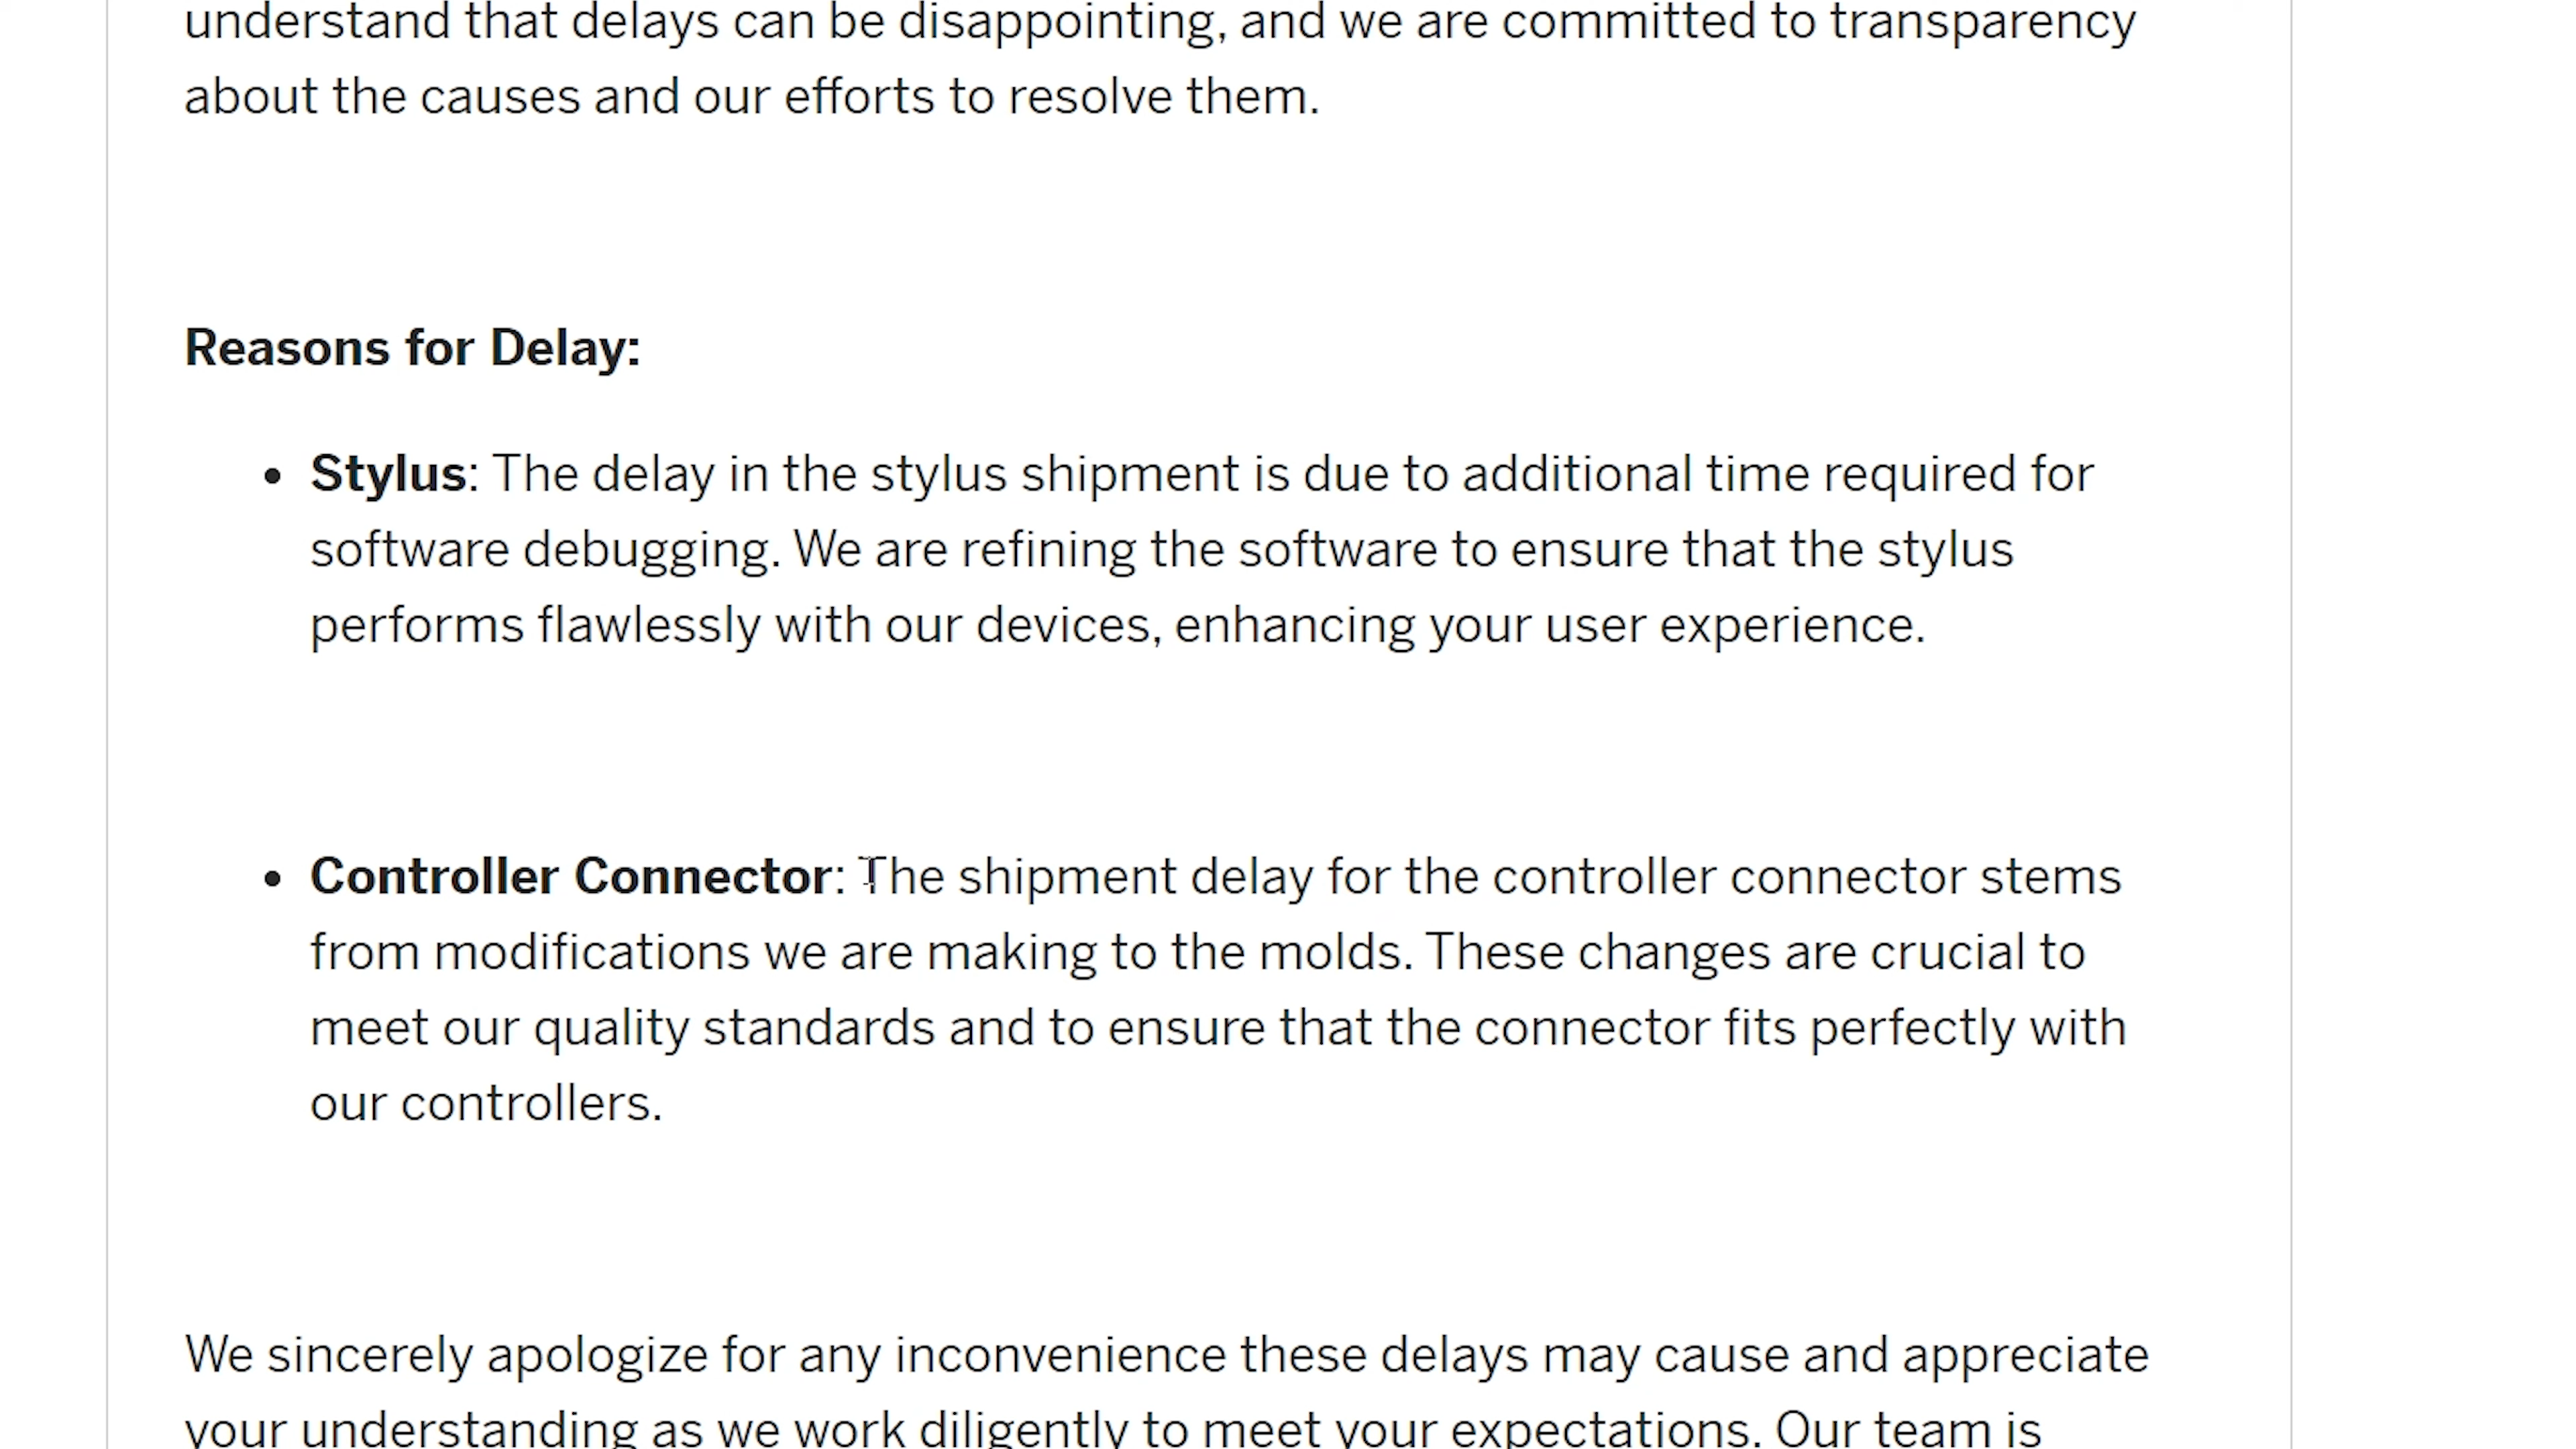 understand that delays can be disappointing, and we are committed to transparency
about the causes and our efforts to resolve them.
Reasons for Delay:
• Stylus: The delay in the stylus shipment is due to additional time required for
software debugging. We are refining the software to ensure that the stylus
performs flawlessly with our devices, enhancing your user experience.
• Controller Connector: The shipment delay for the controller connector stems
from modifications we are making to the molds. These changes are crucial to
meet our quality standards and to ensure that the connector fits perfectly with
our controllers.
We sincerely apologize for any inconvenience these delays may cause and appreciate
your understanding as we work diligently to meet your expectations. Our team is